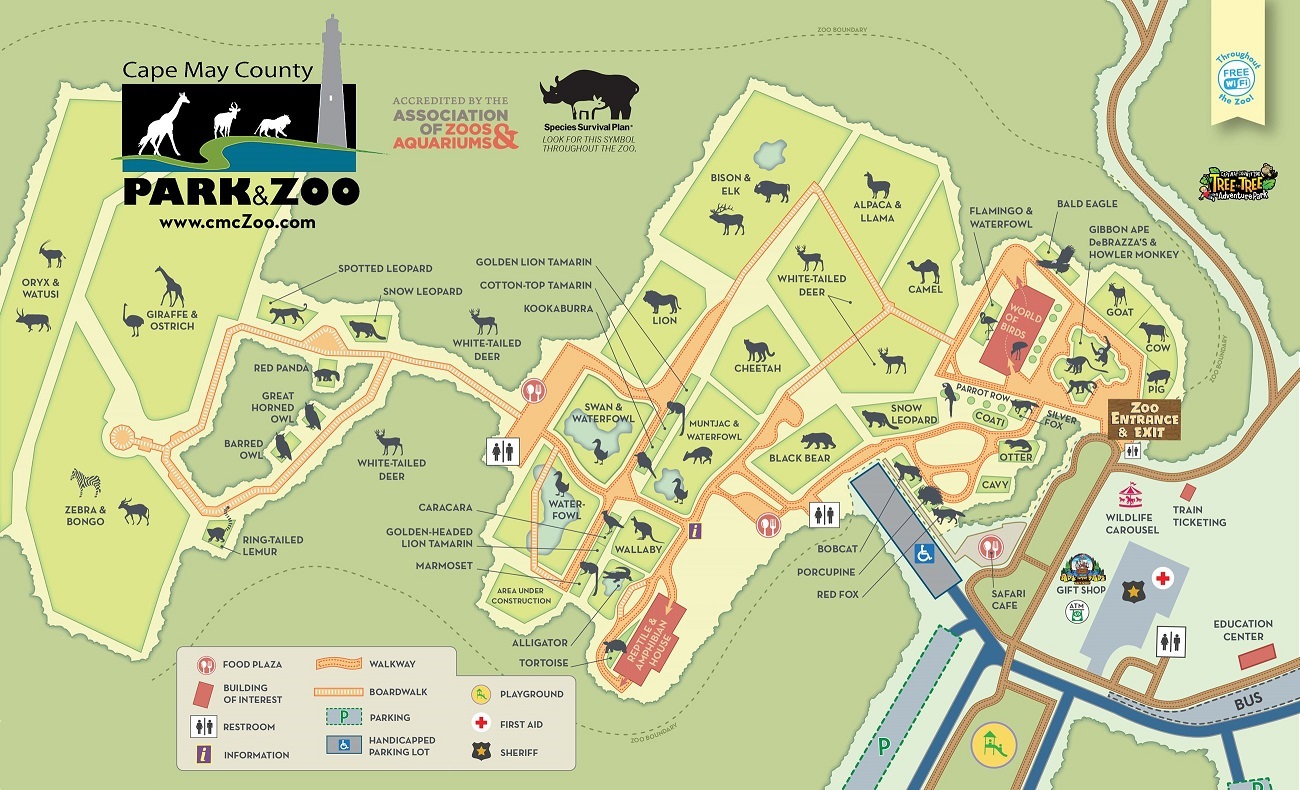 ZOO BOUNDARY
Cape May County
PARK&ZOO
www.cmcZoo.com
ACCREDITED BY THE
ASSOCIATION
OF ZOOS
AQUARIUMS&
Species Survival Plan®
LOOK FOR THIS SYMBOL
THROUGHOUT THE ZOO.
Throughout
FREE
WiFi
the Zoo!
TREE TO TREE
Adventure Park
ORYX &
WATUSI
GIRAFFE &
OSTRICH
SPOTTED LEOPARD
SNOW LEOPARD
WHITE-TAILED
DEER
RED PANDA
GREAT
HORNED
OWL
BARRED
OWL
WHITE-TAILED
DEER
ZEBRA &
BONGO
RING-TAILED
LEMUR
GOLDEN LION TAMARIN
COTTON-TOP TAMARIN
KOOKABURRA
LION
BISON &
ELK
ALPACA &
LLAMA
WHITE-TAILED
DEER
CAMEL
CHEETAH
FLAMINGO &
WATERFOWL
BALD EAGLE
GIBBON APE
DeBRAZZA'S &
HOWLER MONKEY
WORLD
OF
BIRDS
GOAT
COW
PIG
ZOO BOUNDARY
Zoo
Entrance
& Exit
SWAN &
WATERFOWL
MUNTJAC &
WATERFOWL
BLACK BEAR
SNOW
LEOPARD
PARROT ROW
COATI
SILVER
FOX
OTTER
CAVY
WATER-
FOWL
CARACARA
GOLDEN-HEADED
LION TAMARIN
MARMOSET
WALLABY
i
AREA UNDER
CONSTRUCTION
ALLIGATOR
TORTOISE
REPTILE &
AMPHIBIAN
HOUSE
BOBCAT
PORCUPINE
RED FOX
SAFARI
CAFE
WILDLIFE
CAROUSEL
TRAIN
TICKETING
GIFT SHOP
ATM
EDUCATION
CENTER
BUS
P
P
ZOO BOUNDARY
FOOD PLAZA
BUILDING
OF INTEREST
RESTROOM
i
INFORMATION
WALKWAY
BOARDWALK
P
PARKING
HANDICAPPED
PARKING LOT
PLAYGROUND
FIRST AID
SHERIFF